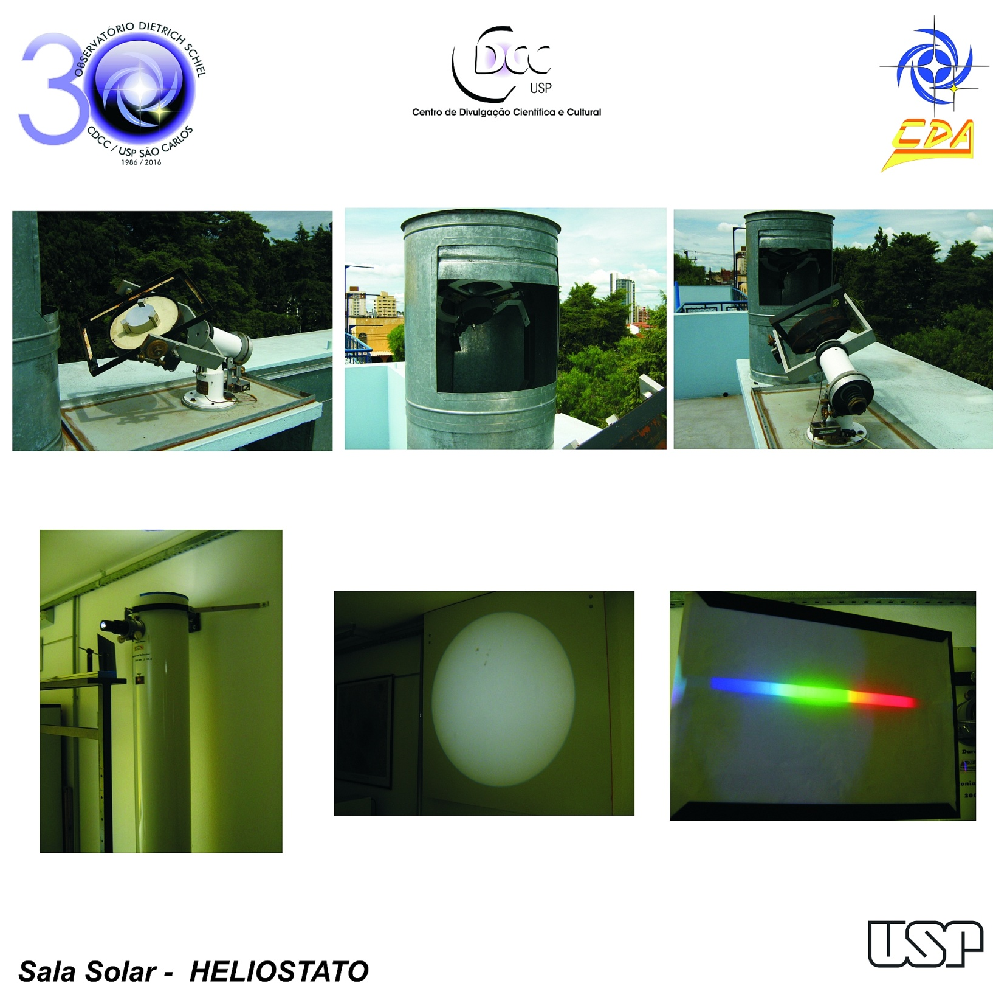 30
OBSERVATÓRIO DIETRICH SCHIEL
CDCC / USP SÃO CARLOS
1986 / 2016
CDCC
USP
Centro de Divulgação Científica e Cultural
CDA
USP
Sala Solar - HELIOSTATO